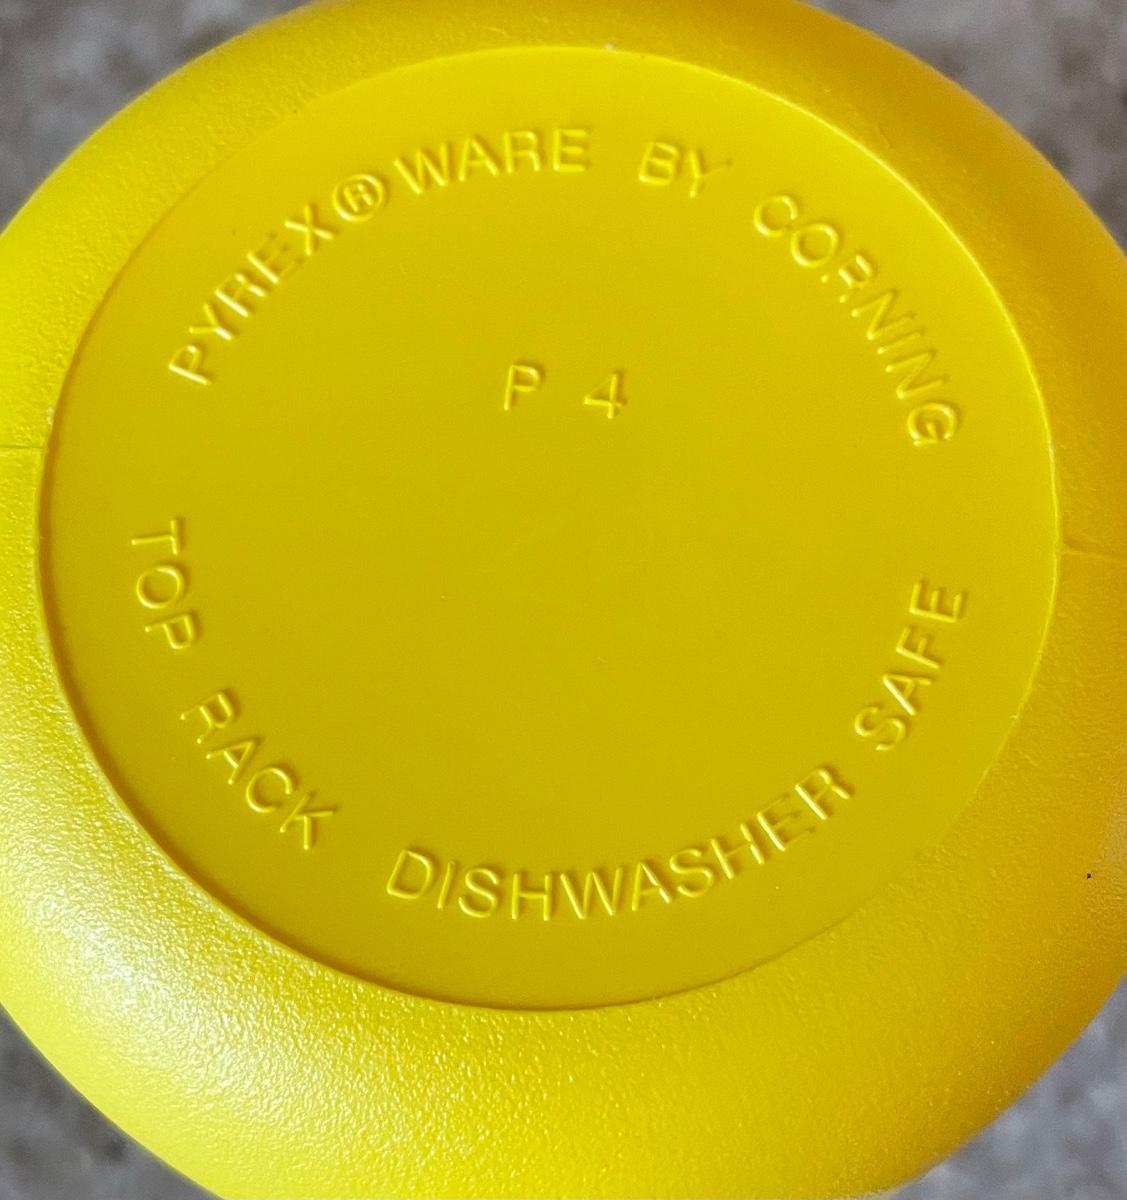 PYREX® WARE BY CORNING
P 4
TOP RACK DISHWASHER SAFE